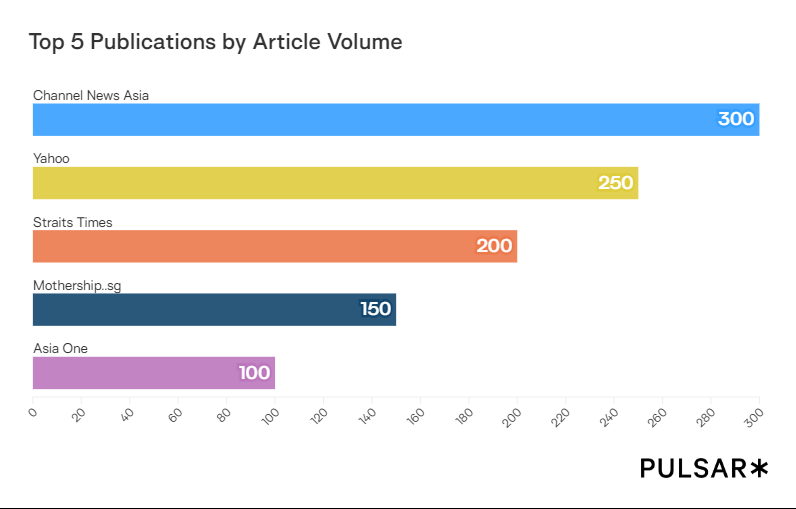 Top 5 Publications by Article Volume
Channel News Asia
300
Yahoo
250
Straits Times
200
Mothership..sg
150
Asia One
100
0 20 40 60 80 100 120 140 160 180 200 220 240 260 280 300
PULSAR*